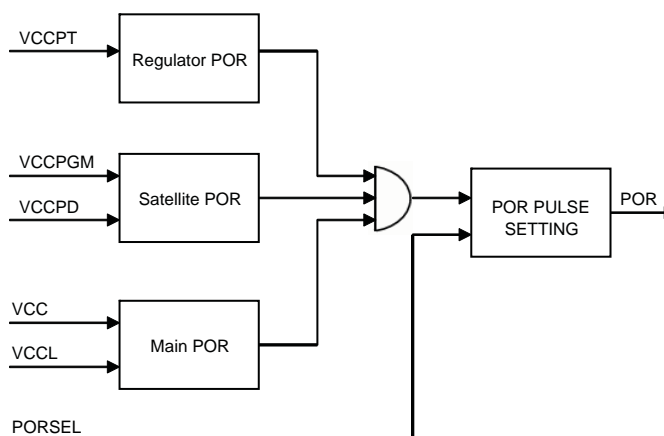 VCCPT
Regulator POR
VCCPGM
VCCPD
Satellite POR
POR PULSE
SETTING
POR
VCC
VCCL
Main POR
PORSEL